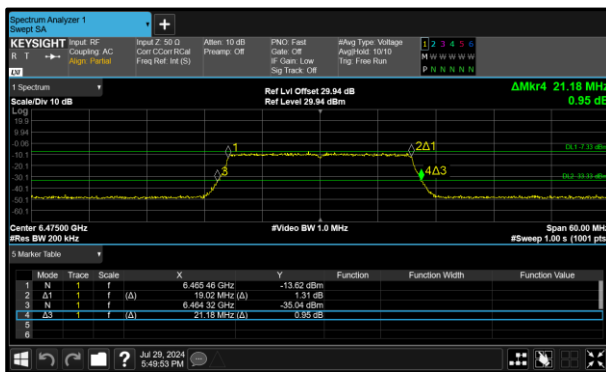 Spectrum Analyzer 1
Swept SA
KEYSIGHT Input: RF Input Z: 50 Ω Atten: 10 dB PNO: Fast #Avg Type: Voltage 1 2 3 4 5 6
R T Coupling: AC Corr CCorr RCal Preamp: Off Gate: Off Avg|Hold: 10/10 M W W W W W
Align: Partial Freq Ref: Int (S) IF Gain: Low Trig: Free Run
Sig Track: Off P N N N N N
LXI
1 Spectrum Ref Lvl Offset 29.94 dB ΔMkr4 21.18 MHz
Scale/Div 10 dB Ref Level 29.94 dBm 0.95 dB
Log
19.9
9.94
-0.06
1 2Δ1 DL1 -7.33 dBm
-10.1
-20.1
3 4Δ3
-30.1 DL2 -33.33 dBm
-40.1
-50.1
-60.1
Center 6.47500 GHz #Video BW 1.0 MHz Span 60.00 MHz
#Res BW 200 kHz #Sweep 1.00 s (1001 pts)
5 Marker Table
Mode Trace Scale X Y Function Function Width Function Value
1 N 1 f 6.465 46 GHz -13.62 dBm
2 Δ1 1 f (Δ) 19.02 MHz (Δ) 1.31 dB
3 N 1 f 6.464 32 GHz -35.04 dBm
4 Δ3 1 f (Δ) 21.18 MHz (Δ) 0.95 dB
5
6
? Jul 29, 2024
5:49:53 PM